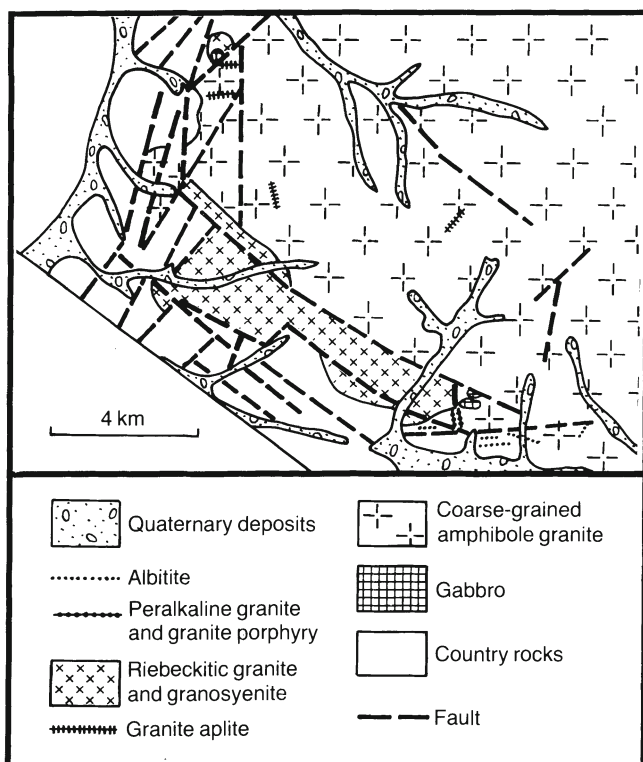 4 km
Quaternary deposits
Albitite
Peralkaline granite
and granite porphyry
Riebeckitic granite
and granosyenite
Granite aplite
Coarse-grained
amphibole granite
Gabbro
Country rocks
Fault